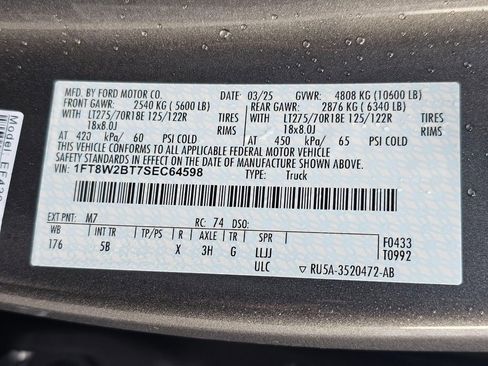 MFD. BY FORD MOTOR CO. 03/25 GVWR: 4808 KG (10600 LB)
FRONT GAWR: 2540 KG (5600 LB) REAR GAWR: 2876 KG (6340 LB)
WITH LT275/70R18E 125/122R TIRES WITH LT275/70R18E 125/122R TIRES
18x8.0J RIMS 18x8.0J RIMS
AT 420 kPa/ 60 PSI COLD AT 450 kPa/ 65 PSI COLD
THIS VEHICLE CONFORMS TO ALL APPLICABLE FEDERAL MOTOR VEHICLE
SAFETY STANDARDS IN EFFECT ON THE DATE OF MANUFACTURE SHOWN ABOVE.
VIN: 1FT8W2BT7SEC64598 TYPE: Truck
EXT PNT: M7 RC: 74 DSO:
WB INT TR TP/PS R AXLE TR SPR F0433
176 5B X 3H G LLJJ T0992
ULC ▽ RU5A-3520472-AB
Model